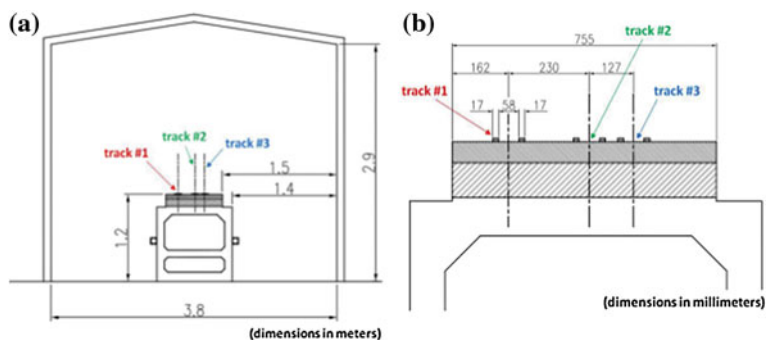 (a)
track #1
track #2
track #3
1.5
1.4
2.9
1.2
3.8
(dimensions in meters)
(b)
755
track #2
162
230
127
track #1
17
58
17
track #3
(dimensions in millimeters)